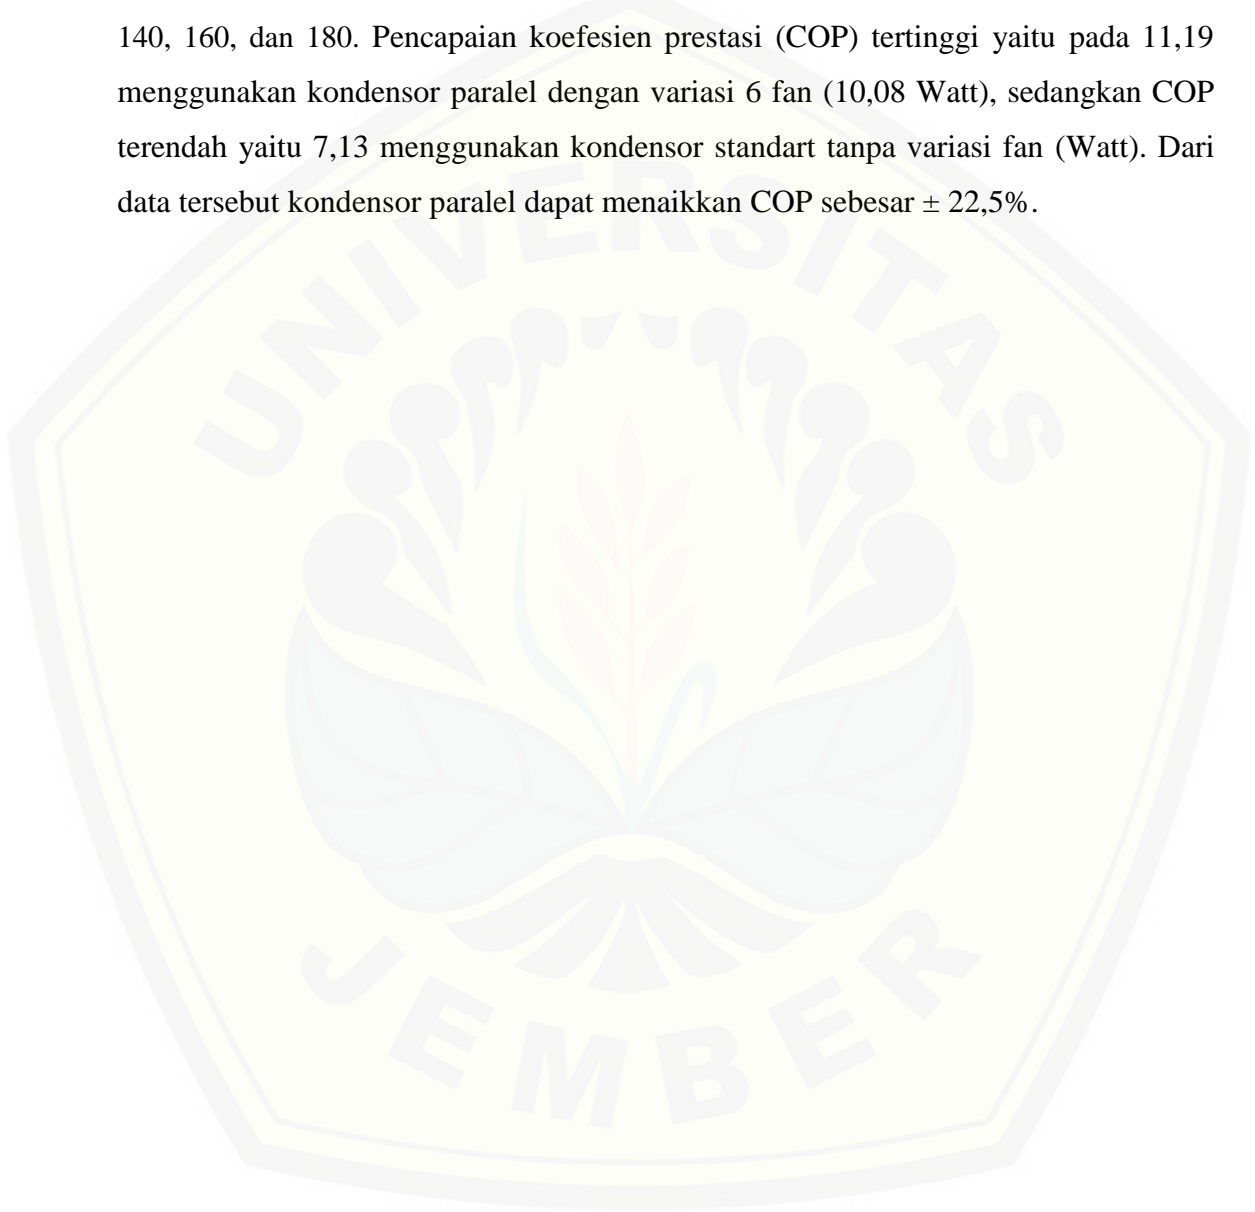 140, 160, dan 180. Pencapaian koefesien prestasi (COP) tertinggi yaitu pada 11,19
menggunakan kondensor paralel dengan variasi 6 fan (10,08 Watt), sedangkan COP
terendah yaitu 7,13 menggunakan kondensor standart tanpa variasi fan (Watt). Dari
data tersebut kondensor paralel dapat menaikkan COP sebesar ± 22,5%.
UNIVERSITAS
JEMBER